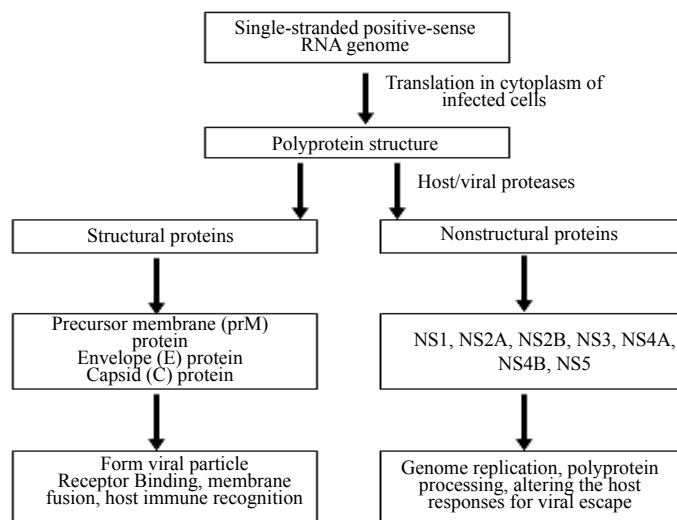 Single-stranded positive-sense
RNA genome
Translation in cytoplasm of
infected cells
Polyprotein structure
Host/viral proteases
Structural proteins
Nonstructural proteins
Precursor membrane (prM)
protein
Envelope (E) protein
Capsid (C) protein
NS1, NS2A, NS2B, NS3, NS4A,
NS4B, NS5
Form viral particle
Receptor Binding, membrane
fusion, host immune recognition
Genome replication, polyprotein
processing, altering the host
responses for viral escape